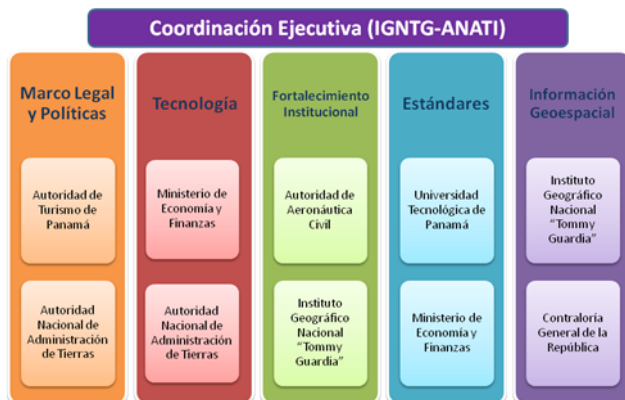 Coordinación Ejecutiva (IGNTG-ANATI)
Marco Legal
y Políticas
Autoridad de
Turismo de
Panamá
Autoridad
Nacional de
Administración
de Tierras
Tecnología
Ministerio de
Economía y
Finanzas
Autoridad
Nacional de
Administración
de Tierras
Fortalecimiento
Institucional
Autoridad de
Aeronáutica
Civil
Instituto
Geográfico
Nacional
"Tommy
Guardia"
Estándares
Universidad
Tecnológica de
Panamá
Ministerio de
Economía y
Finanzas
Información
Geoespacial
Instituto
Geográfico
Nacional
"Tommy
Guardia"
Contraloría
General de la
República